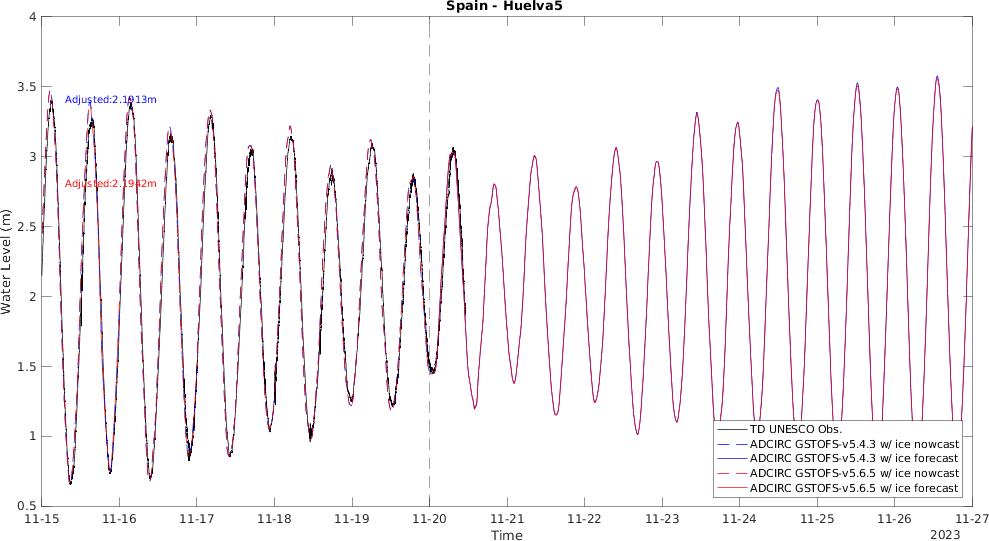 Spain - Huelva5
4
3.5
3
2.5
2
1.5
1
0.5
Water Level (m)
Adjusted:2.1913m
Adjusted:2.1942m
TD UNESCO Obs.
ADCIRC GSTOFS-v5.4.3 w/ ice nowcast
ADCIRC GSTOFS-v5.4.3 w/ ice forecast
ADCIRC GSTOFS-v5.6.5 w/ ice nowcast
ADCIRC GSTOFS-v5.6.5 w/ ice forecast
11-15 11-16 11-17 11-18 11-19 11-20 11-21 11-22 11-23 11-24 11-25 11-26 11-27
Time
2023